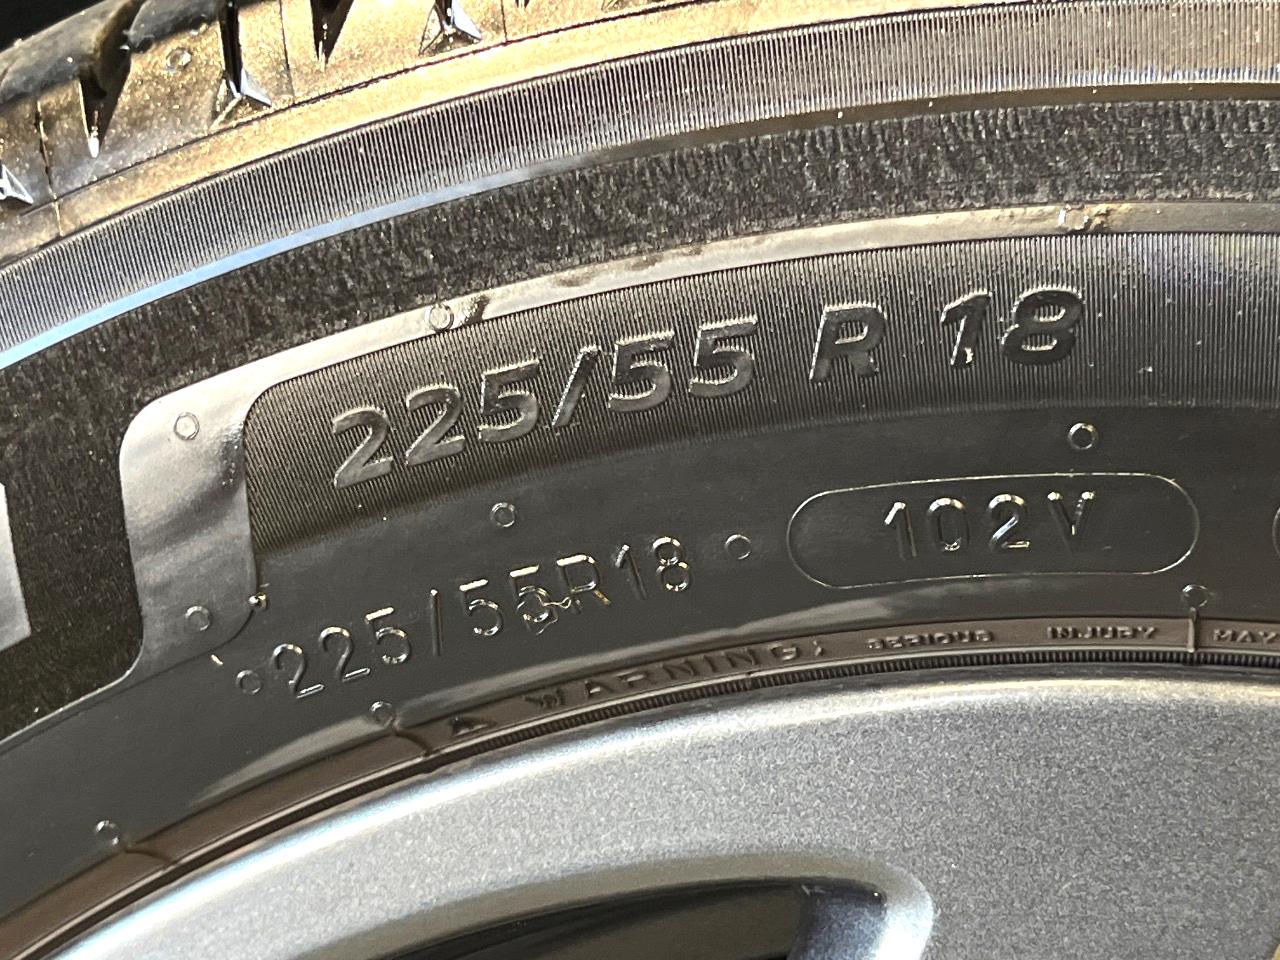 225/55 R 18
225/55R18 102V
⚠ WARNING: SERIOUS INJURY MAY